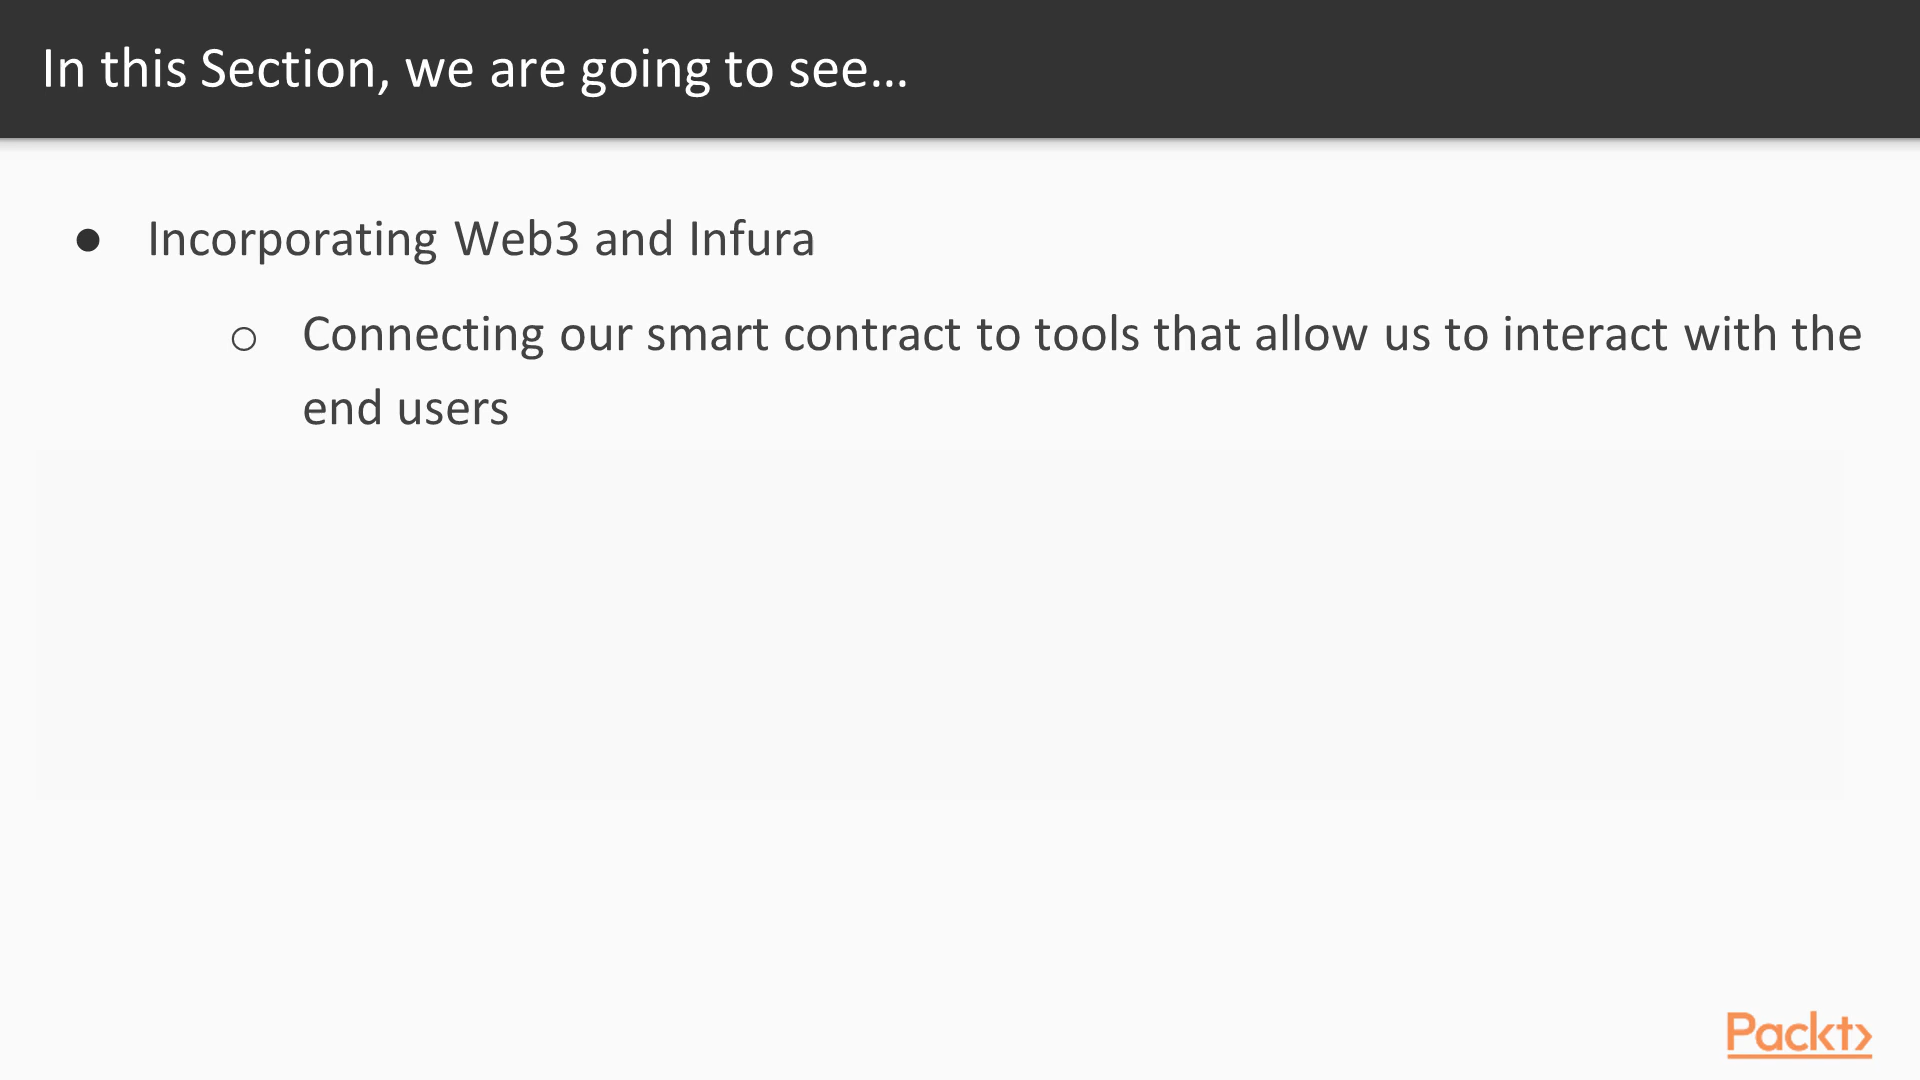 In this Section, we are going to see…
● Incorporating Web3 and Infura
○ Connecting our smart contract to tools that allow us to interact with the
end users
Packt>